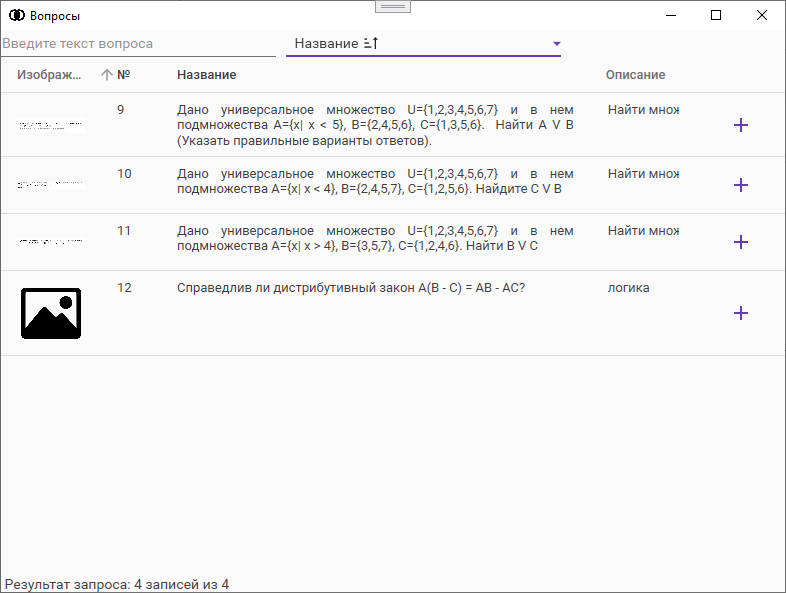 Вопросы
Введите текст вопроса
Название
Изображ...
№
Название
Описание
9
Дано универсальное множество U={1,2,3,4,5,6,7} и в нем
подмножества A={x| x < 5}, B={2,4,5,6}, C={1,3,5,6}. Найти A V B
(Указать правильные варианты ответов).
Найти множ
10
Дано универсальное множество U={1,2,3,4,5,6,7} и в нем
подмножества A={x| x < 4}, B={2,4,5,7}, C={1,2,5,6}. Найдите C V B
Найти множ
11
Дано универсальное множество U={1,2,3,4,5,6,7} и в нем
подмножества A={x| x > 4}, B={3,5,7}, C={1,2,4,6}. Найти B V C
Найти множ
12
Справедлив ли дистрибутивный закон A(B - C) = AB - AC?
логика
Результат запроса: 4 записей из 4